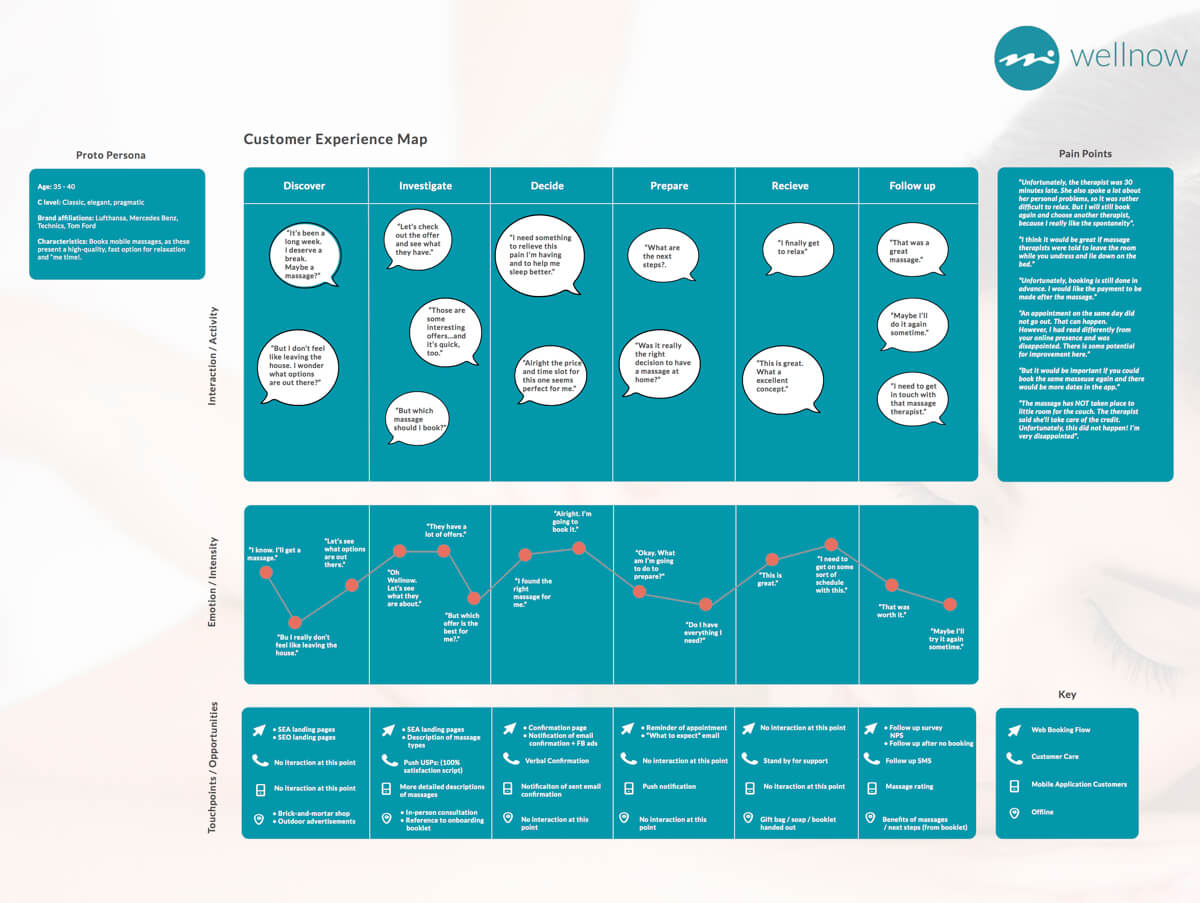 wellnow
Customer Experience Map
Proto Persona
Age: 35 - 40
C level: Classic, elegant, pragmatic
Brand affiliations: Lufthansa, Mercedes Benz,
Technics, Tom Ford
Characteristics: Books mobile massages, as these
present a high-quality, fast option for relaxation
and "me time!.
Interaction / Activity
Discover
Investigate
Decide
Prepare
Recieve
Follow up
"It's been a
long week.
I deserve a
break.
Maybe a
massage?"
"But I don't feel
like leaving the
house. I wonder
what options
are out there?"
"Let's check
out the offer
and see what
they have."
"Those are
some
interesting
offers...and
it's quick,
too."
"But which
massage
should I book?"
"I need something
to relieve this
pain I'm having
and to help me
sleep better."
"Alright the price
and time slot for
this one seems
perfect for me."
"What are
the next
steps?.
"Was it really
the right
decision to have
a massage at
home?"
"I finally get
to relax"
"This is great.
What a
excellent
concept."
"That was a
great
massage."
"Maybe I'll
do it again
sometime."
"I need to get
in touch with
that massage
therapist."
Pain Points
"Unfortunately, the therapist was 30
minutes late. She also spoke a lot about
her personal problems, so it was rather
difficult to relax. But I will still book
again and choose another therapist,
because I really like the spontaneity".
"I think it would be great if massage
therapists were told to leave the room
while you undress and lie down on the
bed."
"Unfortunately, booking is still done in
advance. I would like the payment to be
made after the massage."
"An appointment on the same day did
not go out. That can happen.
However, I had read differently from
your online presence and was
disappointed. There is some potential
for improvement here."
"But it would be important if you could
book the same masseuse again and there
would be more dates in the app."
"The massage has NOT taken place to
little room for the couch. The therapist
said she'll take care of the credit.
Unfortunately, this did not happen! I'm
very disappointed".
Emotion / Intensity
"I know. I'll get a
massage."
"Bu I really don't
feel like leaving the
house."
"Let's see
what options
are out
there."
"Oh
Wellnow.
Let's see
what they
are about."
"They have a
lot of offers."
"But which
offer is the
best for
me?."
"I found the
right
massage for
me."
"Alright. I'm
going to
book it."
"Okay. What
am I'm going
to do to
prepare?"
"Do I have
everything I
need?"
"This is
great."
"I need to
get on some
sort of
schedule
with this."
"That was
worth it."
"Maybe I'll
try it again
sometime."
Touchpoints / Opportunities
• SEA landing pages
• SEO landing pages
No iteraction at this point
No iteraction at this point
• Brick-and-mortar shop
• Outdoor advertisements
• SEA landing pages
• Description of massage
types
Push USPs: (100%
satisfaction script)
More detailed descriptions
of massages
• In-person consultation
• Reference to onboarding
booklet
• Confirmation page
• Notification of email
confirmation + FB ads
Verbal Confirmation
Notificaiton of sent email
confirmation
No interaction at this
point
• Reminder of appointment
• "What to expect" email
No interaction at this point
Push notification
No interaction at this
point
No interaction at this point
Stand by for support
No interaction at this point
Gift bag / soap / booklet
handed out
• Follow up survey
NPS
• Follow up after no booking
Follow up SMS
Massage rating
Benefits of massages
/ next steps (from booklet)
Key
Web Booking Flow
Customer Care
Mobile Application Customers
Offline